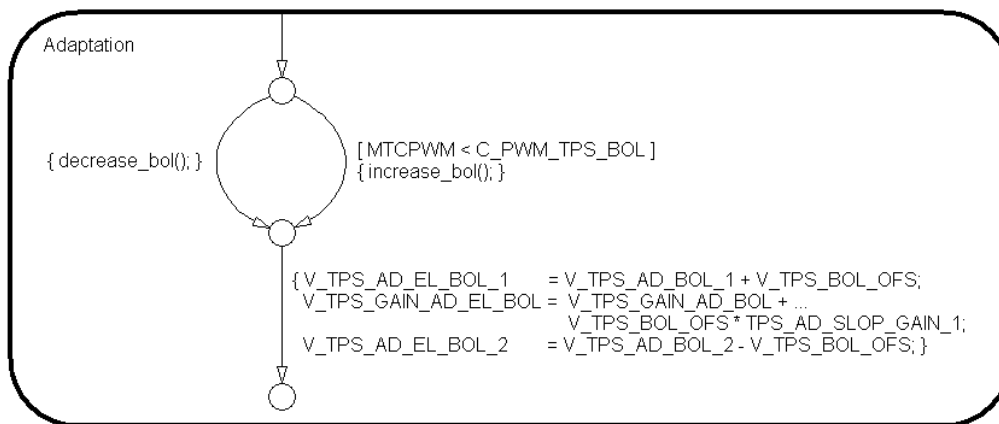 Adaptation
[ MTCPWM < C_PWM_TPS_BOL ]
{ decrease_bol(); }
{ increase_bol(); }
{ V_TPS_AD_EL_BOL_1 = V_TPS_AD_BOL_1 + V_TPS_BOL_OFS;
V_TPS_GAIN_AD_EL_BOL = V_TPS_GAIN_AD_BOL + ...
V_TPS_BOL_OFS * TPS_AD_SLOP_GAIN_1;
V_TPS_AD_EL_BOL_2 = V_TPS_AD_BOL_2 - V_TPS_BOL_OFS; }